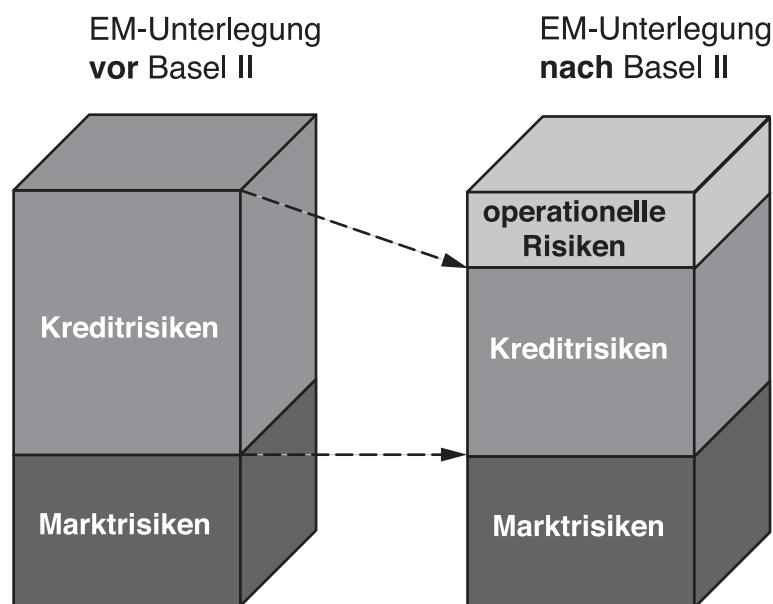 EM-Unterlegung
vor Basel II
EM-Unterlegung
nach Basel II
operationelle
Risiken
Kreditrisiken
Kreditrisiken
Marktrisiken
Marktrisiken